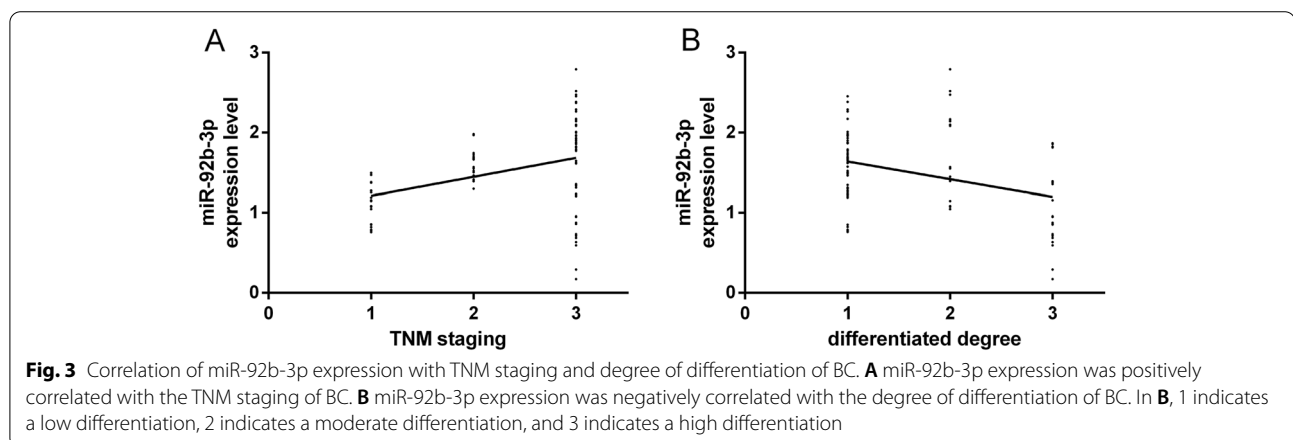 A
3
2
1
0
miR-92b-3p
expression level
0
1
2
3
TNM staging
B
3
2
1
0
miR-92b-3p
expression level
0
1
2
3
differentiated degree
Fig. 3 Correlation of miR-92b-3p expression with TNM staging and degree of differentiation of BC. A miR-92b-3p expression was positively
correlated with the TNM staging of BC. B miR-92b-3p expression was negatively correlated with the degree of differentiation of BC. In B, 1 indicates
a low differentiation, 2 indicates a moderate differentiation, and 3 indicates a high differentiation